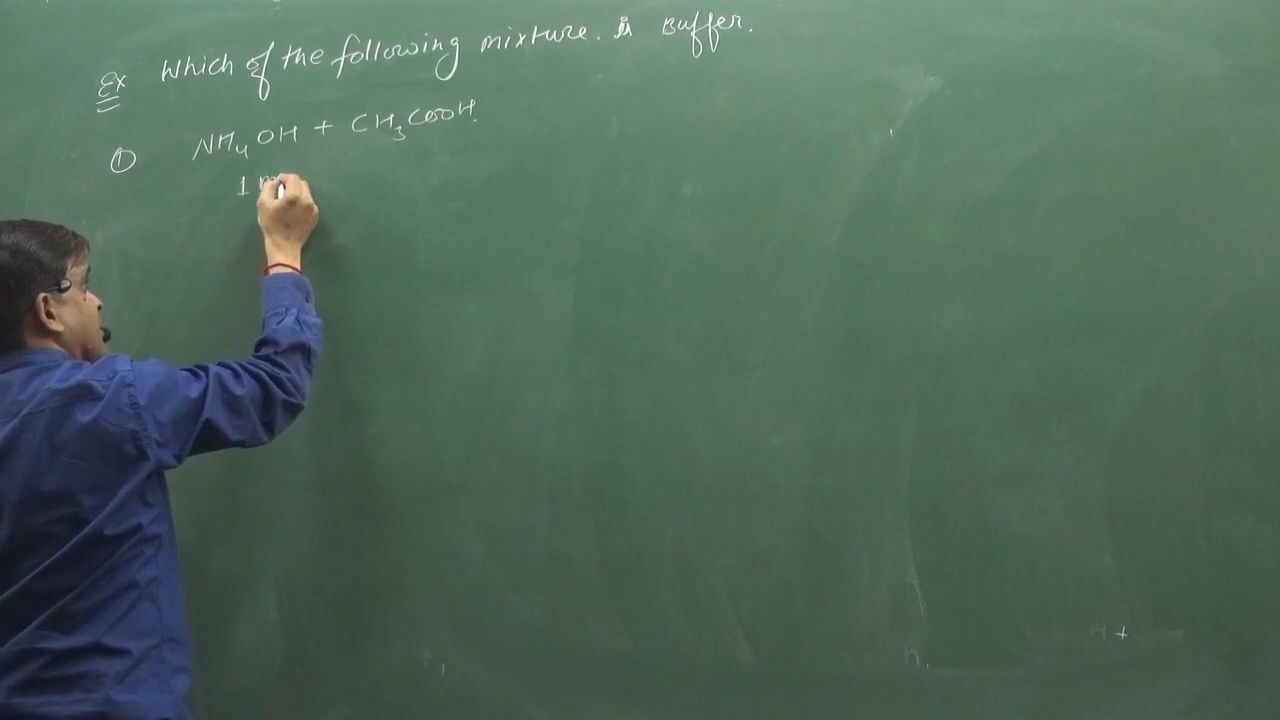 Ex Which of the following mixture. is Buffer.
① NH₄OH + CH₃COOH.
1 m